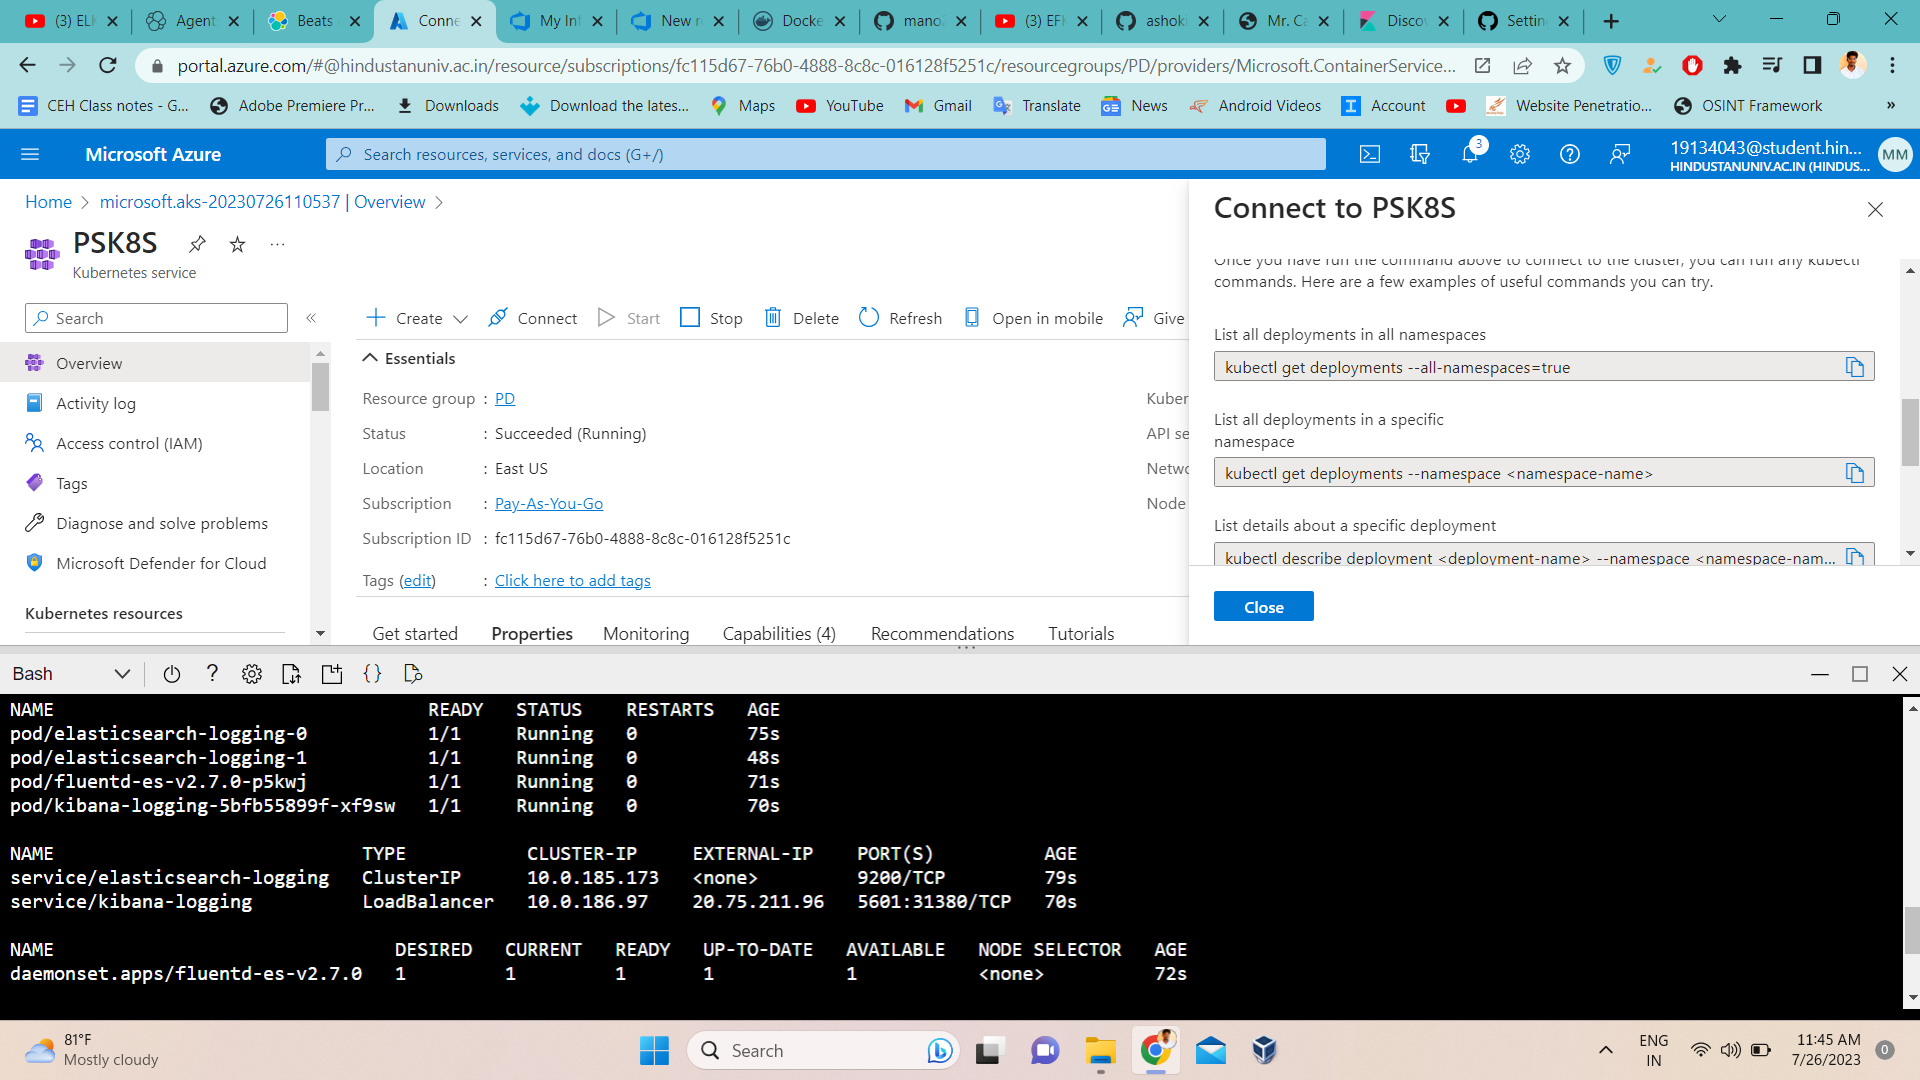 (3) ELK
Agent
Beats
Conne
My Inf
New r
Docke
mano
(3) EFK
ashoki
Mr. Ca
Discov
Settin
portal.azure.com/#@hindustanuniv.ac.in/resource/subscriptions/fc115d67-76b0-4888-8c8c-016128f5251c/resourcegroups/PD/providers/Microsoft.ContainerService...
CEH Class notes - G...
Adobe Premiere Pr...
Downloads
Download the lates...
Maps
YouTube
Gmail
Translate
News
Android Videos
Account
Website Penetratio...
OSINT Framework
»
Microsoft Azure
Search resources, services, and docs (G+/)
3
19134043@student.hin...
HINDUSTANUNIV.AC.IN (HINDUS...
MM
Home > microsoft.aks-20230726110537 | Overview >
PSK8S
Kubernetes service
Search
«
Overview
Activity log
Access control (IAM)
Tags
Diagnose and solve problems
Microsoft Defender for Cloud
Kubernetes resources
Create
Connect
Start
Stop
Delete
Refresh
Open in mobile
Give
Essentials
Resource group : PD
Status : Succeeded (Running)
Location : East US
Subscription : Pay-As-You-Go
Subscription ID : fc115d67-76b0-4888-8c8c-016128f5251c
Tags (edit) : Click here to add tags
Kuber
API se
Netwo
Node
Get started
Properties
Monitoring
Capabilities (4)
Recommendations
Tutorials
Connect to PSK8S
Once you have run the command above to connect to the cluster, you can run any kubectl
commands. Here are a few examples of useful commands you can try.
List all deployments in all namespaces
kubectl get deployments --all-namespaces=true
List all deployments in a specific
namespace
kubectl get deployments --namespace <namespace-name>
List details about a specific deployment
kubectl describe deployment <deployment-name> --namespace <namespace-nam...
Close
Bash
?
{}
NAME READY STATUS RESTARTS AGE
pod/elasticsearch-logging-0 1/1 Running 0 75s
pod/elasticsearch-logging-1 1/1 Running 0 48s
pod/fluentd-es-v2.7.0-p5kwj 1/1 Running 0 71s
pod/kibana-logging-5bfb55899f-xf9sw 1/1 Running 0 70s
NAME TYPE CLUSTER-IP EXTERNAL-IP PORT(S) AGE
service/elasticsearch-logging ClusterIP 10.0.185.173 <none> 9200/TCP 79s
service/kibana-logging LoadBalancer 10.0.186.97 20.75.211.96 5601:31380/TCP 70s
NAME DESIRED CURRENT READY UP-TO-DATE AVAILABLE NODE SELECTOR AGE
daemonset.apps/fluentd-es-v2.7.0 1 1 1 1 1 <none> 72s
81°F
Mostly cloudy
Search
ENG
IN
11:45 AM
7/26/2023
0